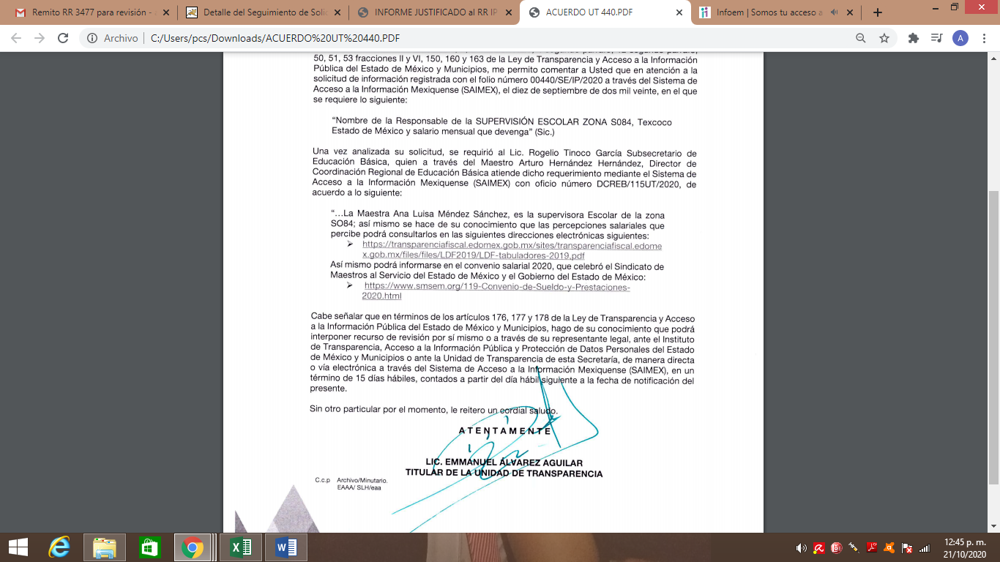 Remit RR 3477 para revisión -
Detalle del Seguimiento de Solic
INFORME JUSTIFICADO al RR IP
ACUERDO UT 440.PDF
Infoem | Somos tu acceso a
Archivo | C:/Users/pcs/Downloads/ACUERDO%20UT%20440.PDF
A
50, 51, 53 fracciones II y VI, 150, 160 y 163 de la Ley de Transparencia y Acceso a la Información
Pública del Estado de México y Municipios, me permito comentar a Usted que en atención a la
solicitud de información registrada con el folio número 00440/SE/IP/2020 a través del Sistema de
Acceso a la Información Mexiquense (SAIMEX), el diez de septiembre de dos mil veinte, en el que
se requiere lo siguiente:
“Nombre de la Responsable de la SUPERVISIÓN ESCOLAR ZONA S084, Texcoco
Estado de México y salario mensual que devenga” (Sic.)
Una vez analizada su solicitud, se requirió al Lic. Rogelio Tinoco García Subsecretario de
Educación Básica, quien a través del Maestro Arturo Hernández Hernández, Director de
Coordinación Regional de Educación Básica atiende dicho requerimiento mediante el Sistema de
Acceso a la Información Mexiquense (SAIMEX) con oficio número DCREB/115UT/2020, de
acuerdo a lo siguiente:
“…La Maestra Ana Luisa Méndez Sánchez, es la supervisora Escolar de la zona
SO84; así mismo se hace de su conocimiento que las percepciones salariales que
percibe podrá consultarlos en las siguientes direcciones electrónicas siguientes:
➢ https://transparenciafiscal.edomex.gob.mx/sites/transparenciafiscal.edome
x.gob.mx/files/files/LDF2019/LDF-tabuladores-2019.pdf
Así mismo podrá informarse en el convenio salarial 2020, que celebró el Sindicato de
Maestros al Servicio del Estado de México y el Gobierno del Estado de México:
➢ https://www.smsem.org/119-Convenio-de-Sueldo-y-Prestaciones-
2020.html
Cabe señalar que en términos de los artículos 176, 177 y 178 de la Ley de Transparencia y Acceso
a la Información Pública del Estado de México y Municipios, hago de su conocimiento que podrá
interponer recurso de revisión por sí mismo o a través de su representante legal, ante el Instituto
de Transparencia, Acceso a la Información Pública y Protección de Datos Personales del Estado
de México y Municipios o ante la Unidad de Transparencia de esta Secretaría, de manera directa
o vía electrónica a través del Sistema de Acceso a la Información Mexiquense (SAIMEX), en un
término de 15 días hábiles, contados a partir del día hábil siguiente a la fecha de notificación del
presente.
Sin otro particular por el momento, le reitero un cordial saludo.
A T E N T A M E N T E
LIC. EMMANUEL ÁLVAREZ AGUILAR
TITULAR DE LA UNIDAD DE TRANSPARENCIA
C.c.p Archivo/Minutario.
EAAA/ SLH/eaa
12:45 p. m.
21/10/2020